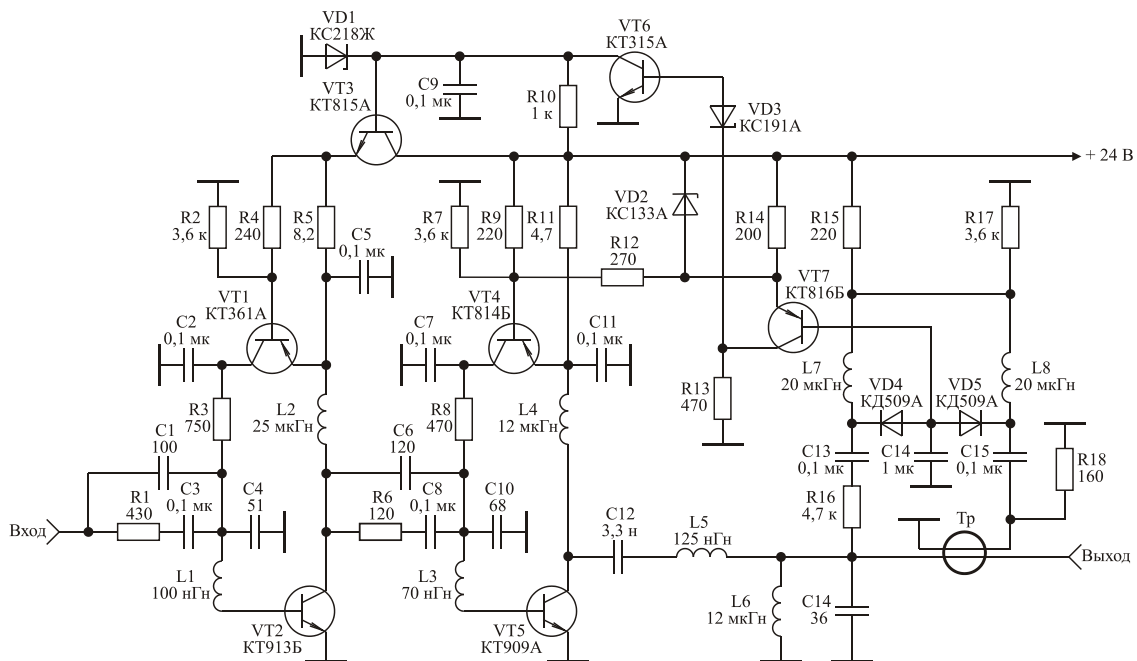 VD1
КС218Ж
VT6
КТ315А
VT3
КТ815А
C9
0,1 мк
R10
1 к
VD3
КС191А
+ 24 В
R2
3,6 к
R4
240
R5
8,2
C5
0,1 мк
R7
3,6 к
R9
220
R11
4,7
VD2
КС133А
R12
270
R14
200
R15
220
R17
3,6 к
VT1
КТ361А
VT4
КТ814Б
VT7
КТ816Б
C2
0,1 мк
C7
0,1 мк
C11
0,1 мк
R13
470
L7
20 мкГн
VD4
КД509А
VD5
КД509А
L8
20 мкГн
R3
750
L2
25 мкГн
R8
470
L4
12 мкГн
C1
100
C6
120
C13
0,1 мк
C14
1 мк
C15
0,1 мк
R18
160
Вход
R1
430
C3
0,1 мк
C4
51
R6
120
C8
0,1 мк
C10
68
R16
4,7 к
Тр
C12
3,3 н
L5
125 нГн
Выход
L1
100 нГн
L3
70 нГн
L6
12 мкГн
C14
36
VT2
КТ913Б
VT5
КТ909А